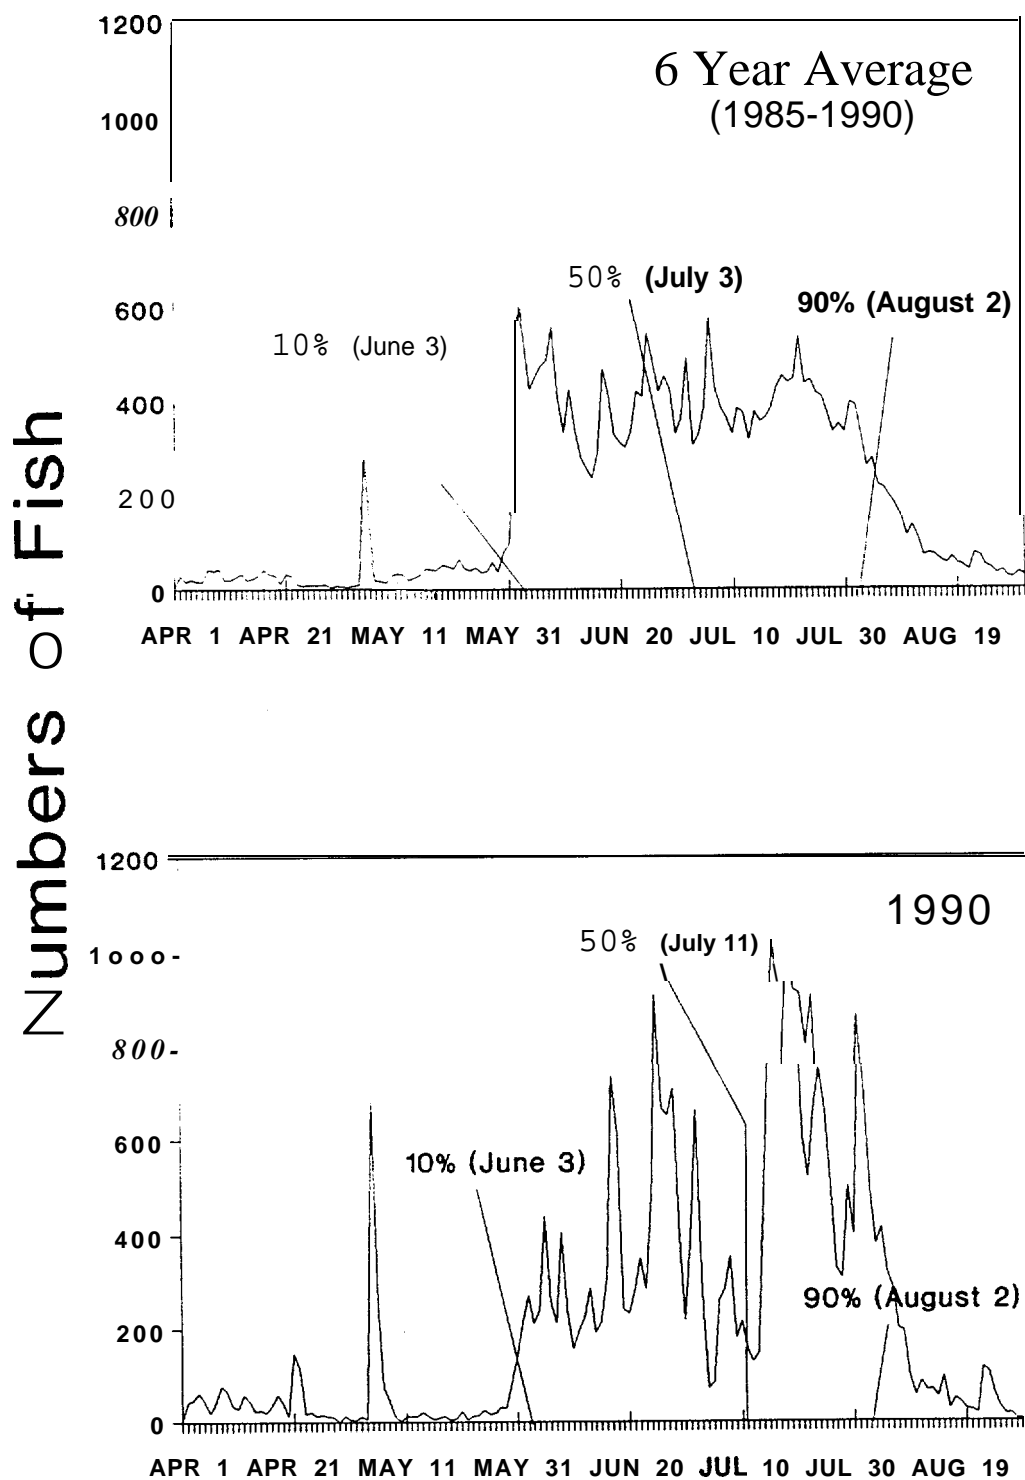 Numbers of Fish
1200
6 Year Average
(1985-1990)
1000
800
50% (July 3)
90% (August 2)
600
10% (June 3)
400
200
0
APR 1 APR 21 MAY 11 MAY 31 JUN 20 JUL 10 JUL 30 AUG 19
1200
1990
50% (July 11)
1ooo-
800-
600
10% (June 3)
400
90% (August 2)
200
0
APR 1 APR 21 MAY 11 MAY 31 JUN 20 JUL 10 JUL 30 AUG 19